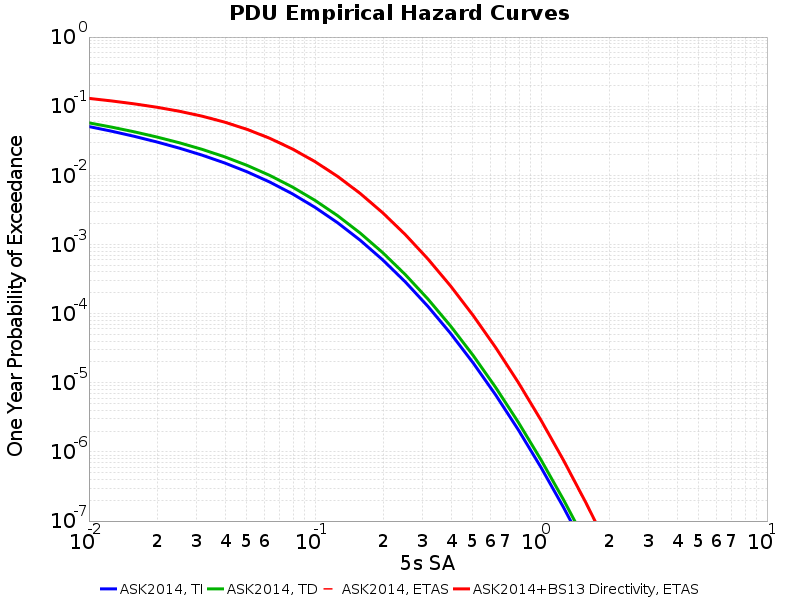 PDU Empirical Hazard Curves
One Year Probability of Exceedance
10^0
10^-1
10^-2
10^-3
10^-4
10^-5
10^-6
10^-7
10^-2 2 3 4 5 6 10^-1 2 3 4 5 6 7 10^0 2 3 4 5 6 7 10^1
5s SA
ASK2014, TI ASK2014, TD ASK2014, ETAS ASK2014+BS13 Directivity, ETAS